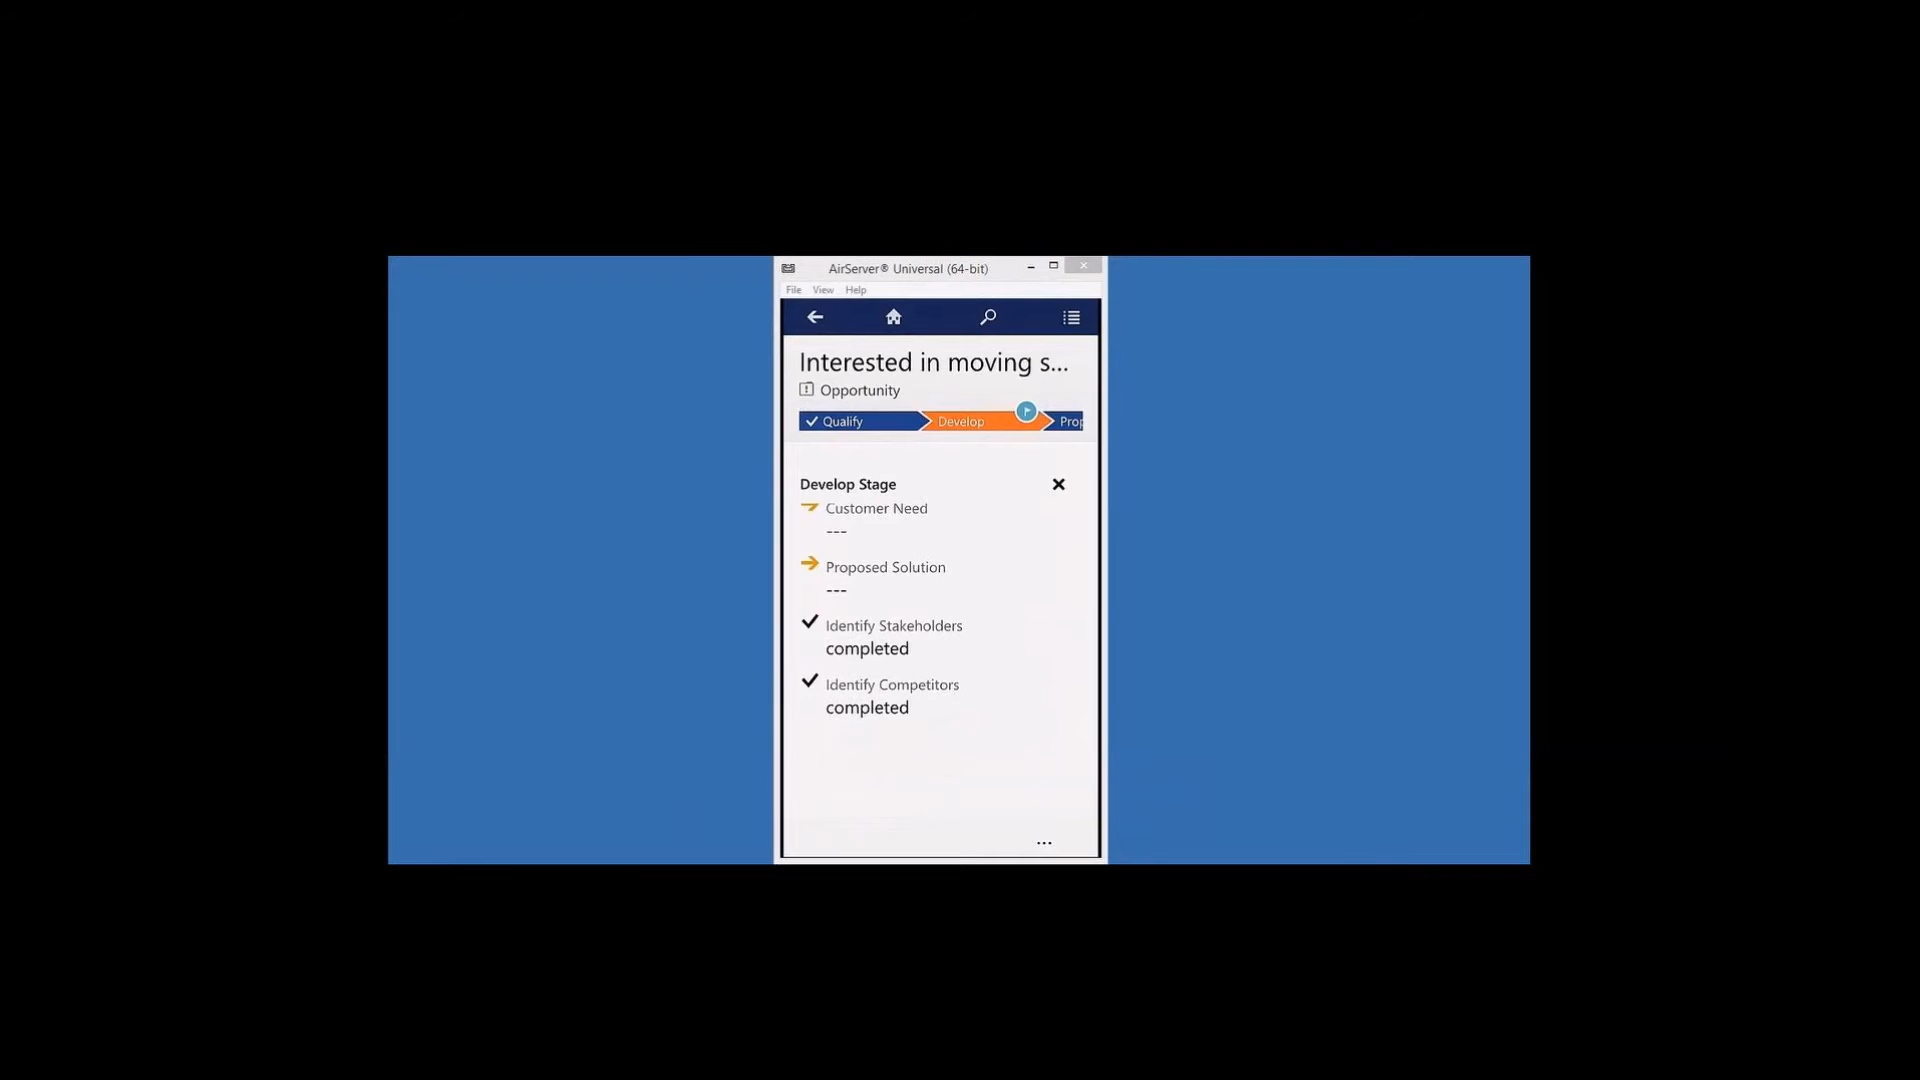 AirServer® Universal (64-bit)
File View Help
Interested in moving s...
Opportunity
Qualify Develop Prop
Develop Stage
Customer Need
---
Proposed Solution
---
Identify Stakeholders
completed
Identify Competitors
completed
...